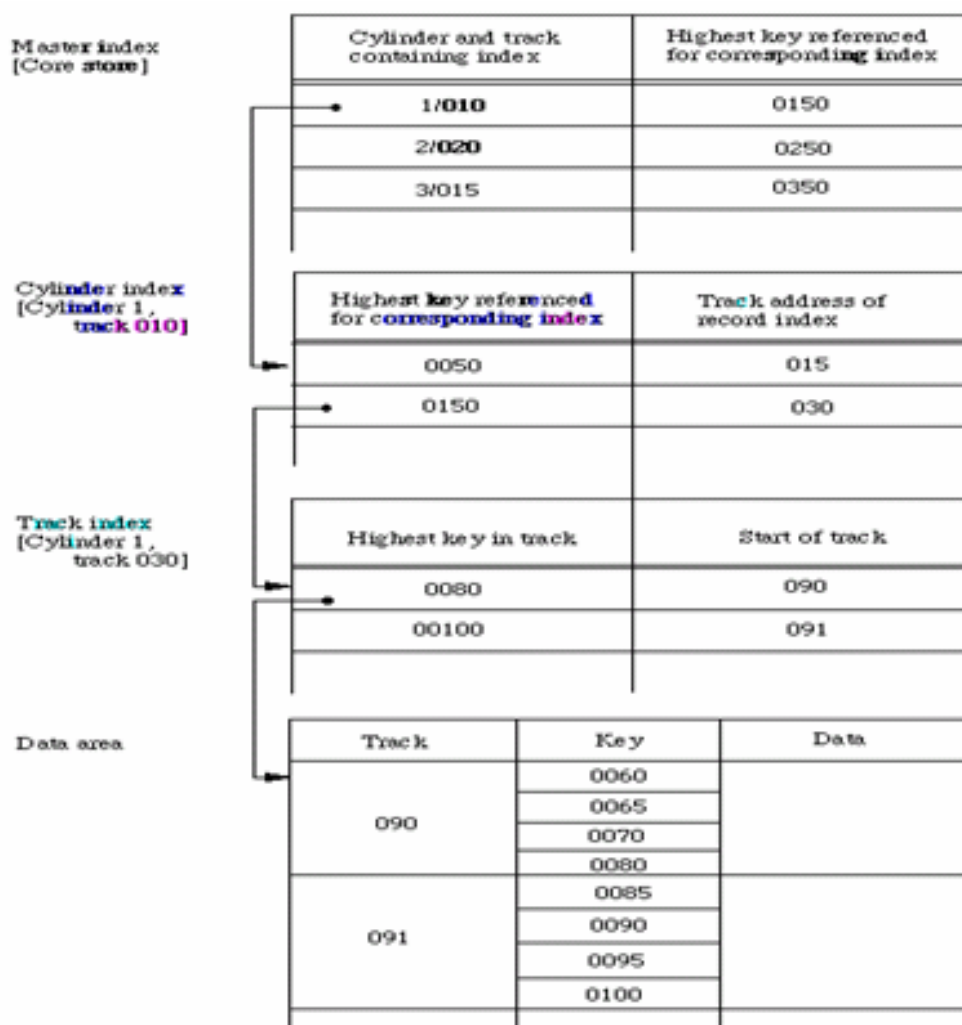 Master index
[Core store]
Cylinder and track
containing index
Highest key referenced
for corresponding index
1/010
0150
2/020
0250
3/015
0350
Cylinder index
[Cylinder 1,
track 010]
Highest key referenced
for corresponding index
Track address of
record index
0050
015
0150
030
Track index
[Cylinder 1,
track 030]
Highest key in track
Start of track
0080
090
00100
091
Data area
Track
Key
Data
090
0060
0065
0070
0080
091
0085
0090
0095
0100